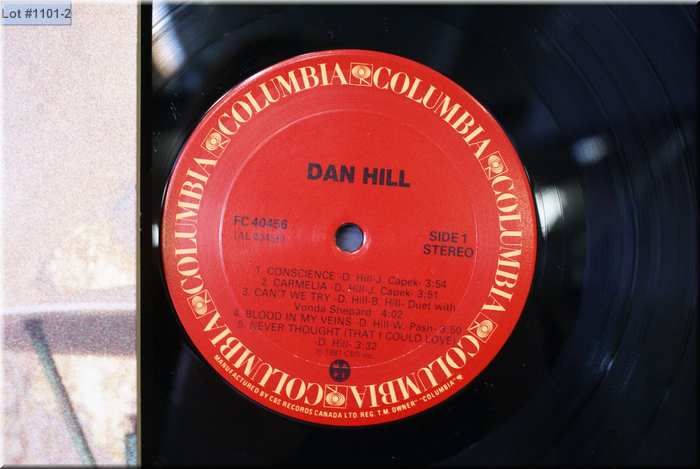 Lot #1101-2
COLUMBIA COLUMBIA COLUMBIA COLUMBIA COLUMBIA COLUMBIA
DAN HILL
FC 40456
SIDE 1
STEREO
1. CONSCIENCE -D. Hill-J. Capek- 3:54
2. CARMELIA -D. Hill-J. Capek- 3:51
3. CAN'T WE TRY -D. Hill-B. Hill- Duet with
Vonda Shepard- 4:02
4. BLOOD IN MY VEINS -D. Hill-W. Pash- 3:50
5. NEVER THOUGHT (THAT I COULD LOVE)
-D. Hill- 3:32
MANUFACTURED BY CBS RECORDS CANADA LTD. REG. T.M. OWNER "COLUMBIA"